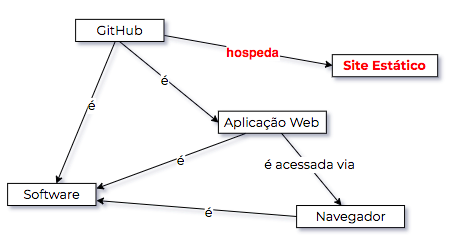 GitHub
hospeda
Site Estático
é
é
Aplicação Web
é
é acessada via
Software
é
Navegador